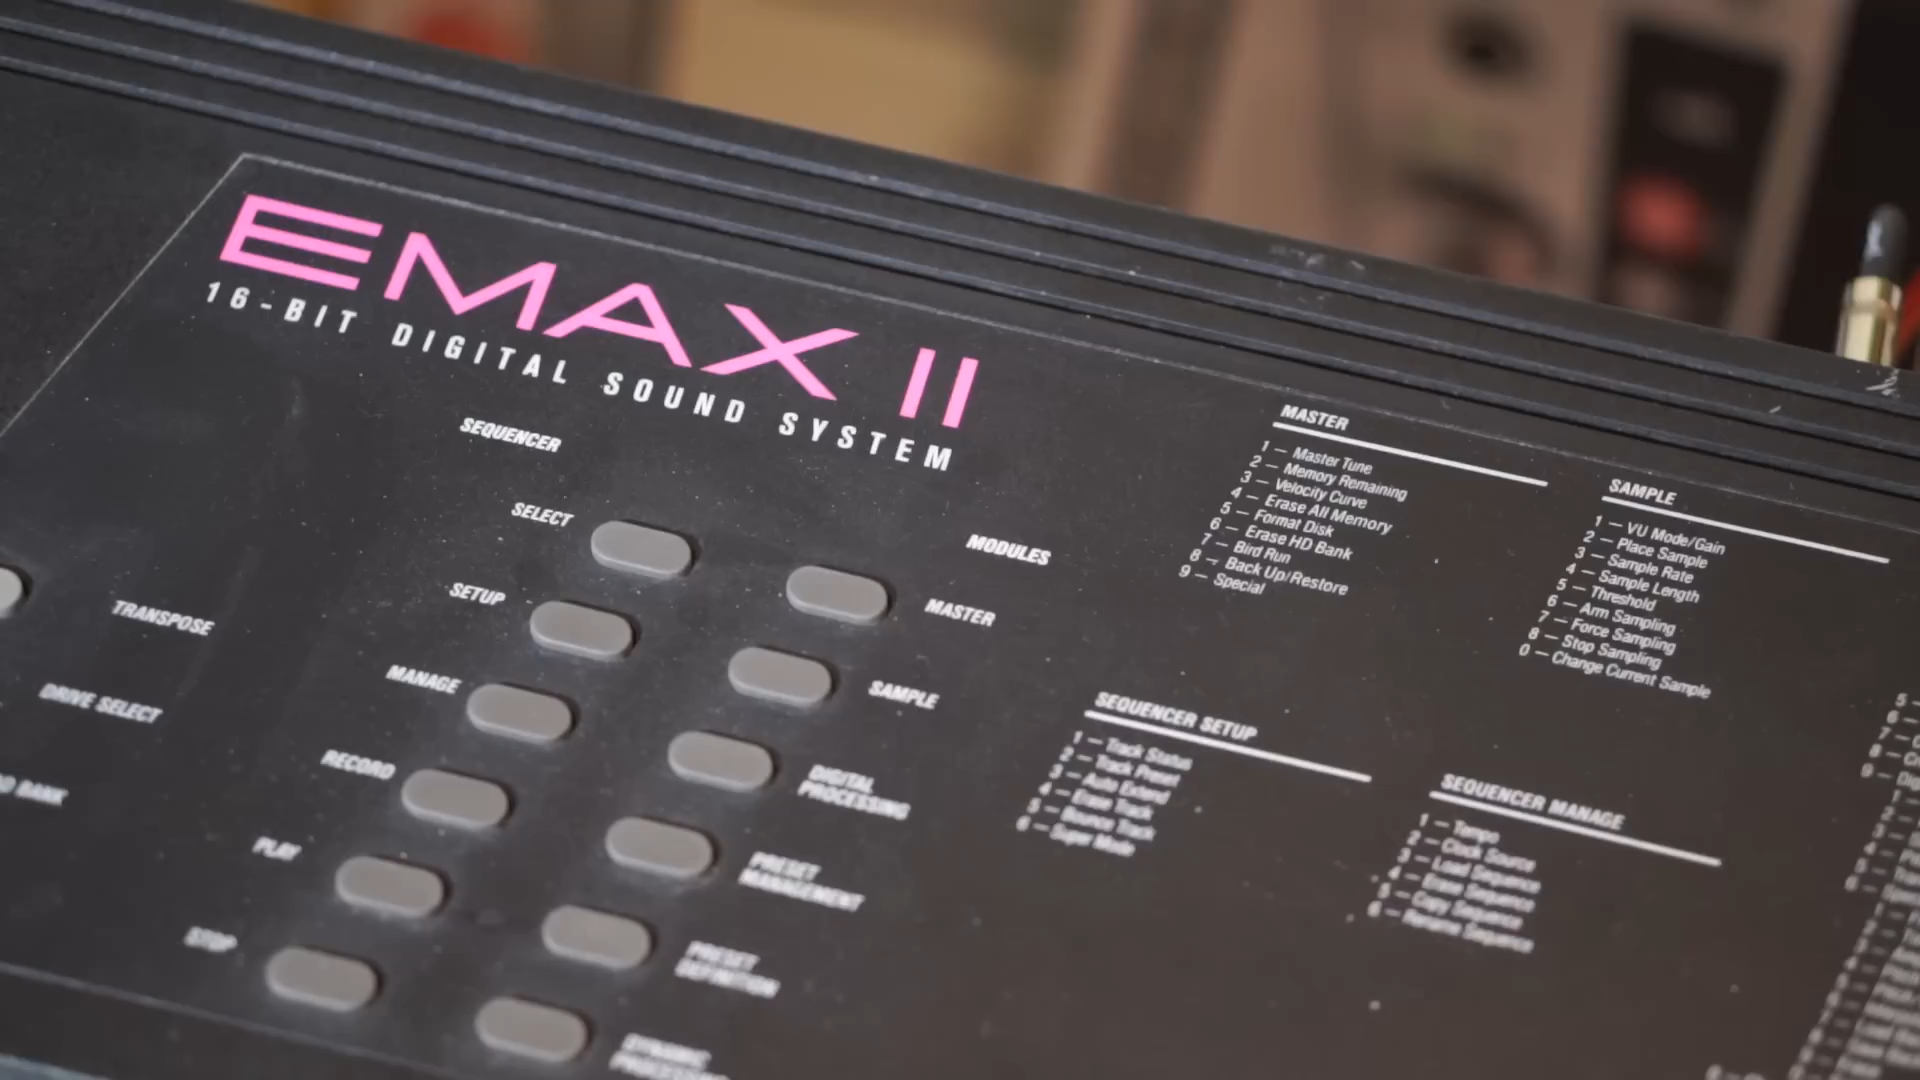 EMAX II
16-BIT DIGITAL SOUND SYSTEM
SEQUENCER
SELECT
SETUP
MANAGE
RECORD
PLAY
STOP
TRANSPOSE
DRIVE SELECT
BANK
MODULES
MASTER
SAMPLE
DIGITAL
PROCESSING
PRESET
MANAGEMENT
PRESET
DEFINITION
DYNAMIC
MASTER
1 — Master Tune
2 — Memory Remaining
3 — Velocity Curve
4 — Erase All Memory
5 — Format Disk
6 — Erase HD Bank
7 — Bird Run
8 — Back Up/Restore
9 — Special
SAMPLE
1 — VU Mode/Gain
2 — Place Sample
3 — Sample Rate
4 — Sample Length
5 — Threshold
6 — Arm Sampling
7 — Force Sampling
8 — Stop Sampling
0 — Change Current Sample
SEQUENCER SETUP
1 — Track Status
2 — Track Preset
3 — Auto Extend
4 — Erase Track
5 — Bounce Track
6 — Super Mode
SEQUENCER MANAGE
1 — Tempo
2 — Clock Source
3 — Load Sequence
4 — Erase Sequence
5 — Copy Sequence
6 — Rename Sequence